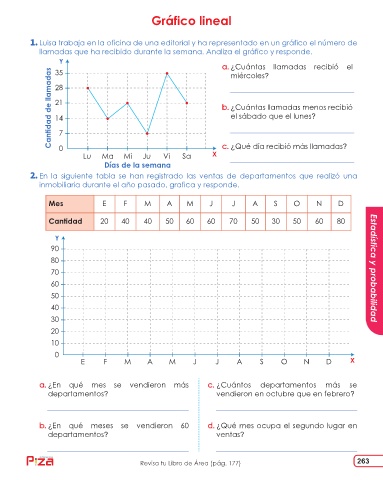 Gráfico lineal
1. Luisa trabaja en la oficina de una editorial y ha representado en un gráfico el número de
llamadas que ha recibido durante la semana. Analiza el gráfico y responde.
Y
Cantidad de llamadas
35
28
21
14
7
0
Lu Ma Mi Ju Vi Sa X
Días de la semana
a. ¿Cuántas llamadas recibió el
miércoles?
b. ¿Cuántas llamadas menos recibió
el sábado que el lunes?
c. ¿Qué día recibió más llamadas?
2. En la siguiente tabla se han registrado las ventas de departamentos que realizó una
inmobiliaria durante el año pasado, grafica y responde.
Mes E F M A M J J A S O N D
Cantidad 20 40 40 50 60 60 70 50 30 50 60 80
Y
90
80
70
60
50
40
30
20
10
0
E F M A M J J A S O N D X
a. ¿En qué mes se vendieron más
departamentos?
b. ¿En qué meses se vendieron 60
departamentos?
c. ¿Cuántos departamentos más se
vendieron en octubre que en febrero?
d. ¿Qué mes ocupa el segundo lugar en
ventas?
Estadística y probabilidad
Piza
Revisa tu Libro de Área (pág. 177)
263